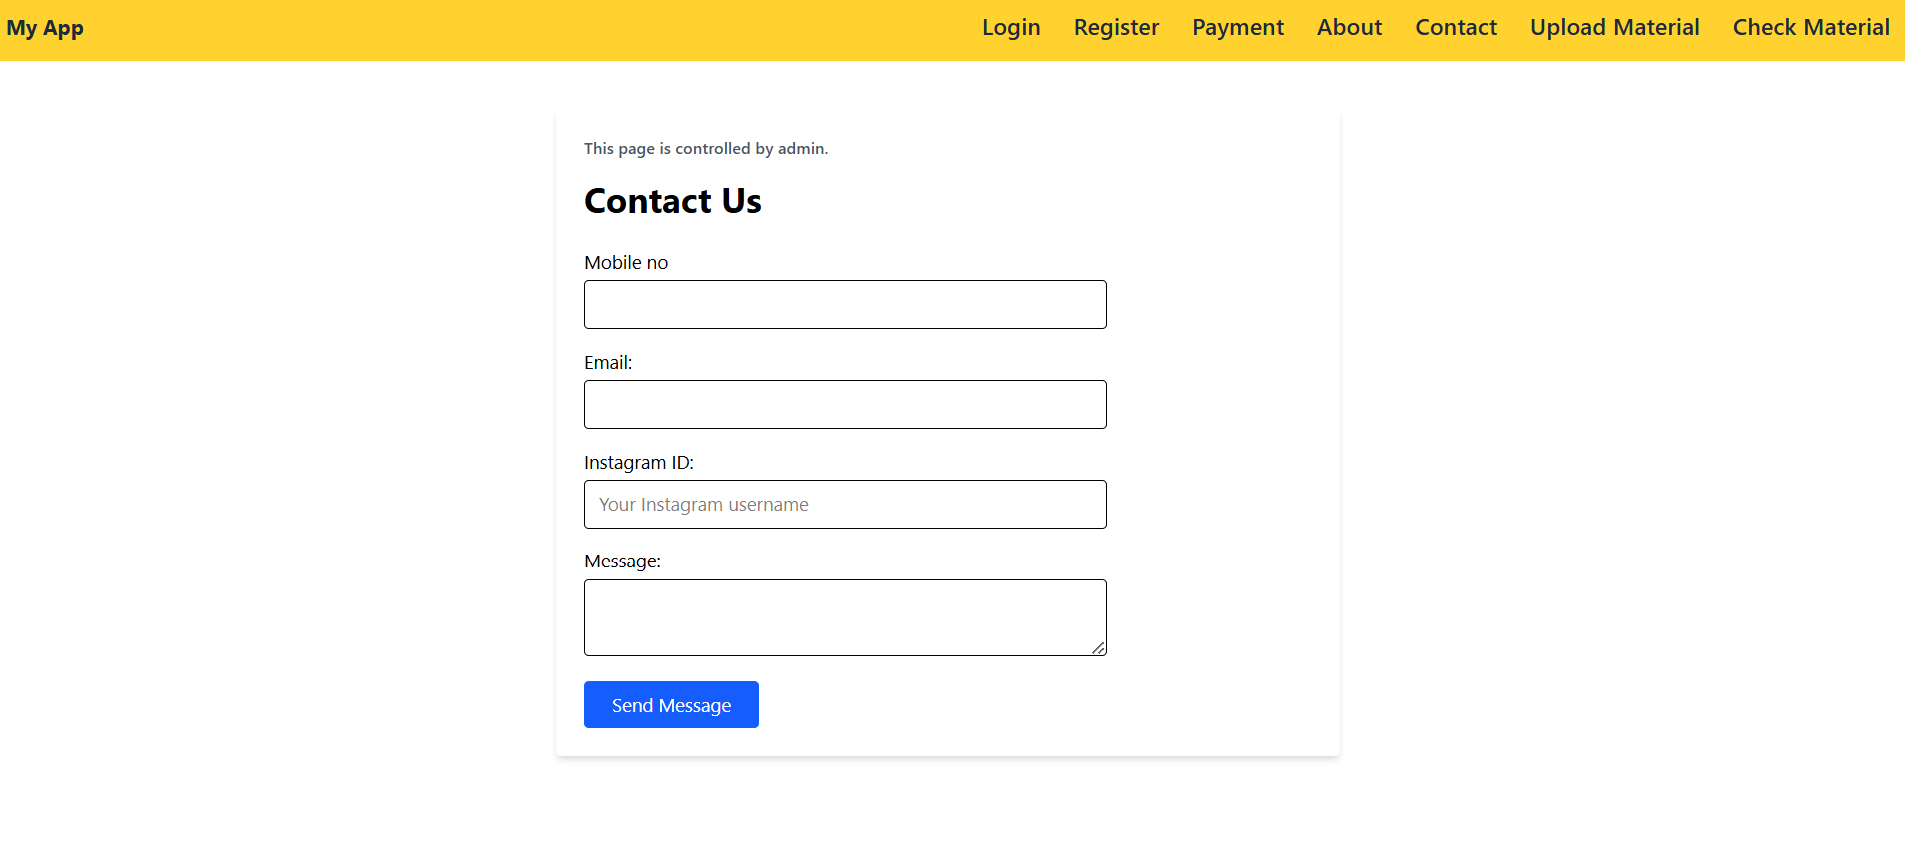 My App Login Register Payment About Contact Upload Material Check Material
This page is controlled by admin.
Contact Us
Mobile no
Email:
Instagram ID:
Your Instagram username
Message:
Send Message